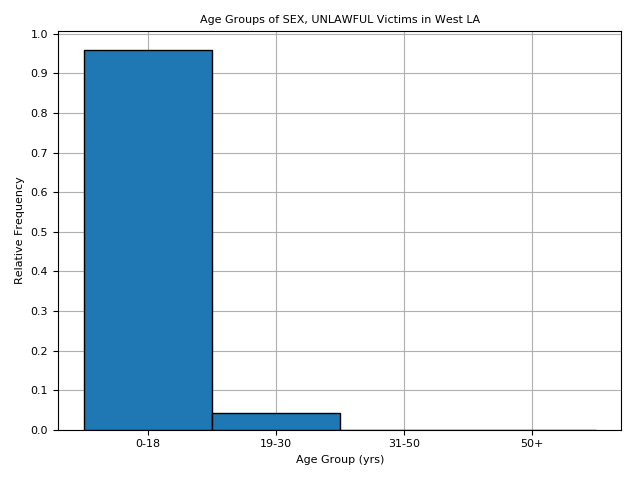 Age Groups of SEX, UNLAWFUL Victims in West LA
1.0
0.9
0.8
0.7
0.6
0.5
0.4
0.3
0.2
0.1
0.0
Relative Frequency
0-18 19-30 31-50 50+
Age Group (yrs)